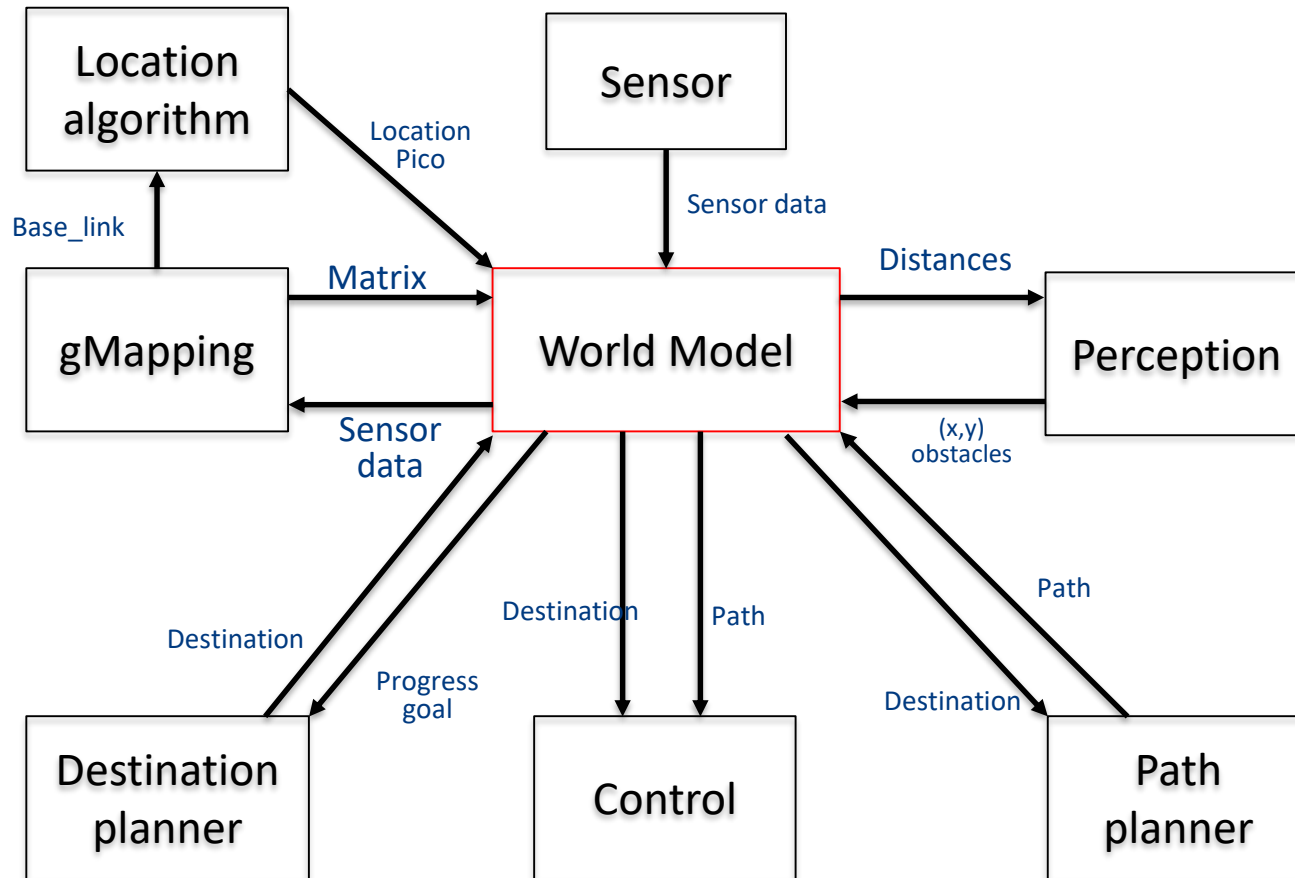 Location
algorithm
Sensor
Location
Pico
Sensor data
Base_link
Matrix
Distances
gMapping
World Model
Perception
Sensor
data
(x,y)
obstacles
Destination
Destination
Path
Path
Progress
goal
Destination
Destination
planner
Control
Path
planner